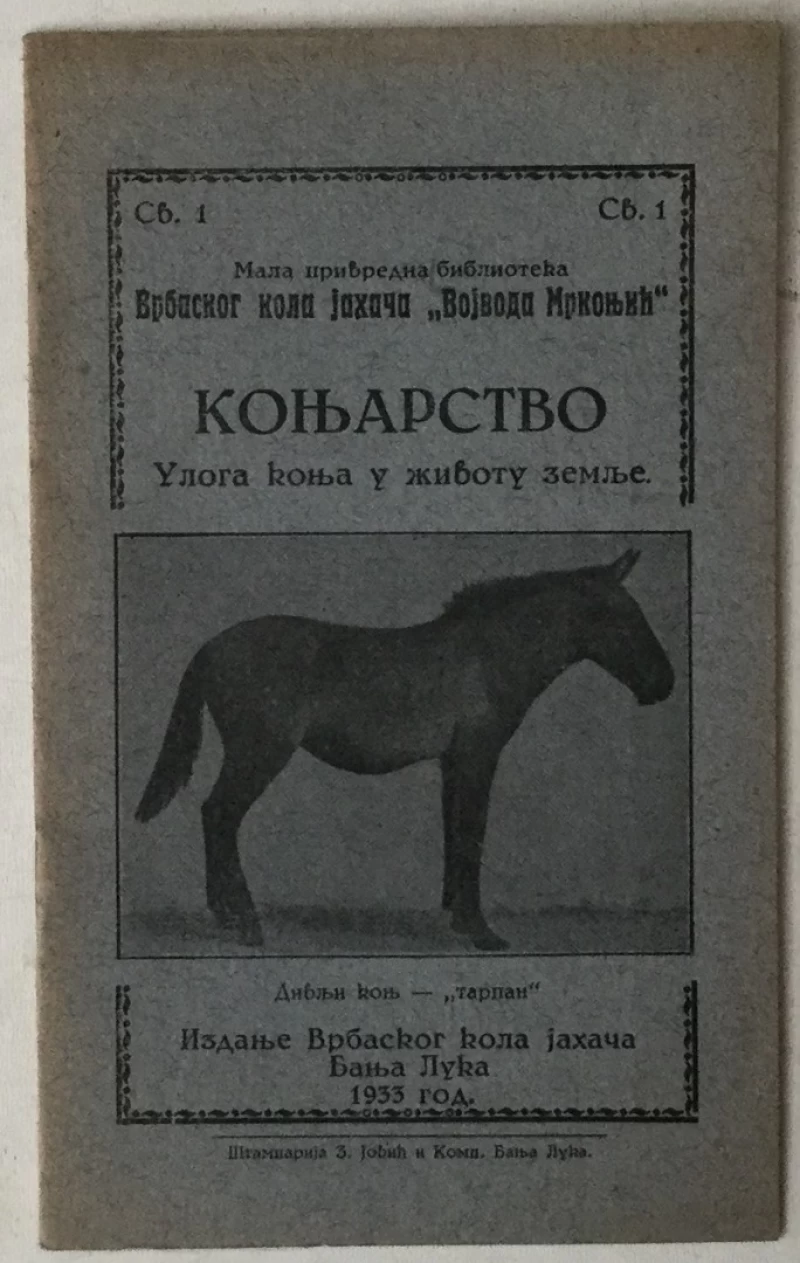 Св. 1 Св. 1
Мала привредна библиотека
Врбаског кола јахача „Војвода Мркоњић“
КОЊАРСТВО
Улога коња у животу земље.
Дивљи коњ — „тарпан“
Издање Врбаског кола јахача
Бања Лука
1933 год.
Штампарија З. Јовић и Комп. Бања Лука.